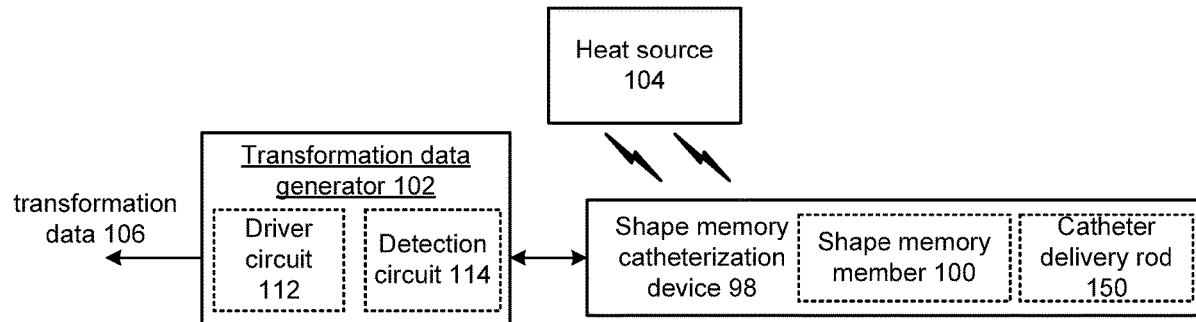 Heat source
104
Transformation data
generator 102
transformation
data 106
Driver
circuit
112
Detection
circuit 114
Shape memory
catheterization
device 98
Shape memory
member 100
Catheter
delivery rod
150